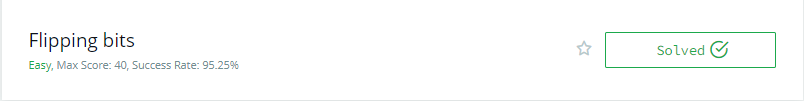 Flipping bits
Solved
Easy, Max Score: 40, Success Rate: 95.25%